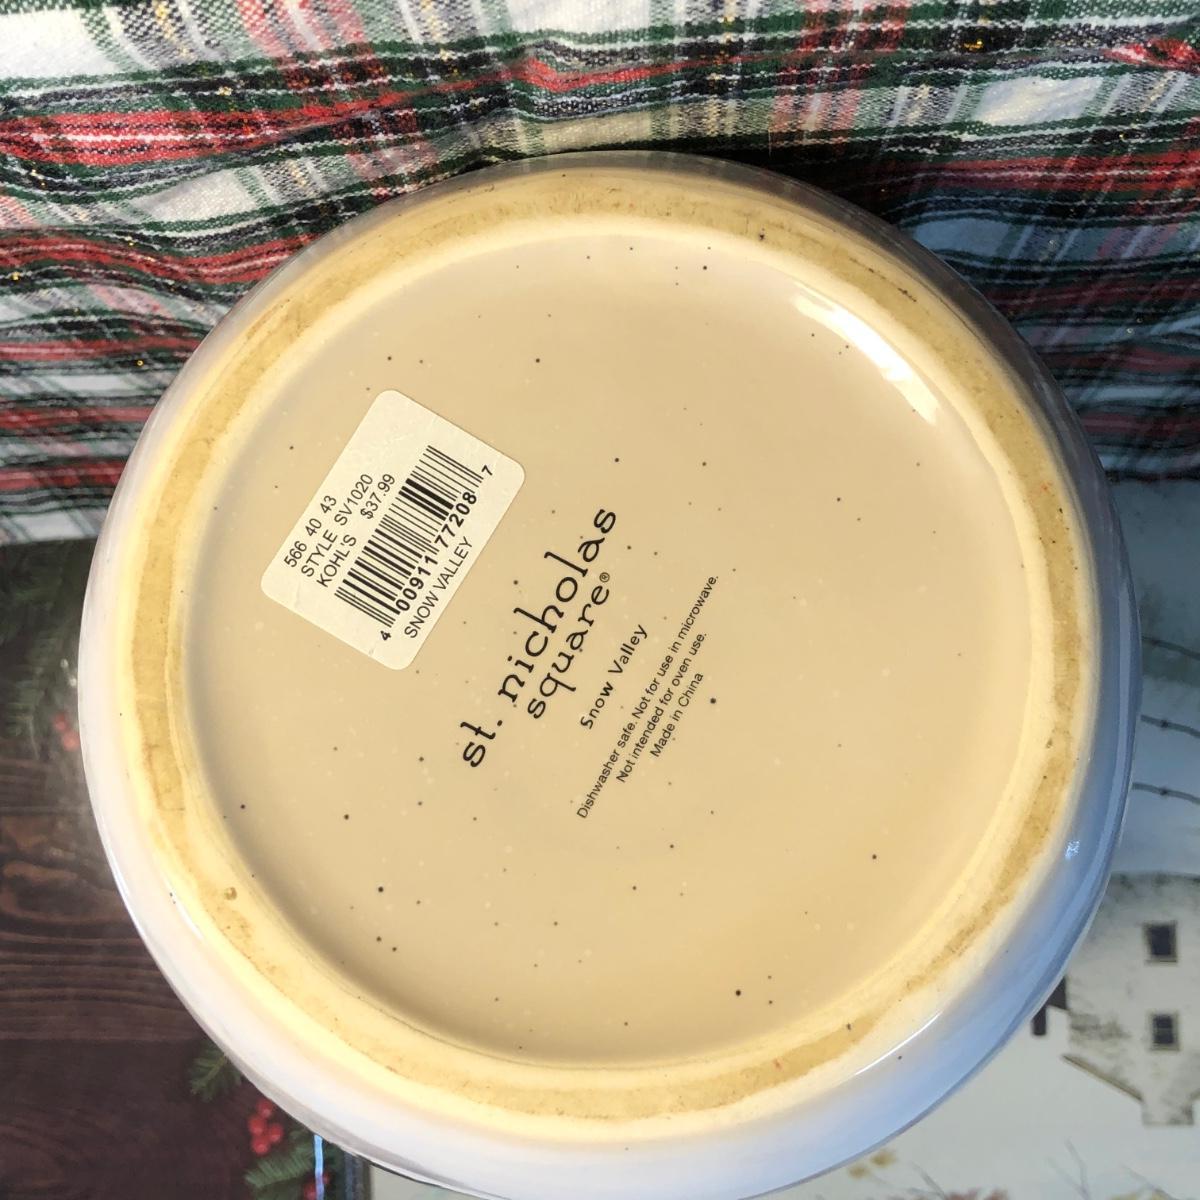 566 40 43
STYLE SV1020
KOHL'S $37.99
4 00911 77208 7
SNOW VALLEY
st. nicholas
square®
Snow Valley
Dishwasher safe. Not for use in microwave.
Not intended for oven use.
Made in China